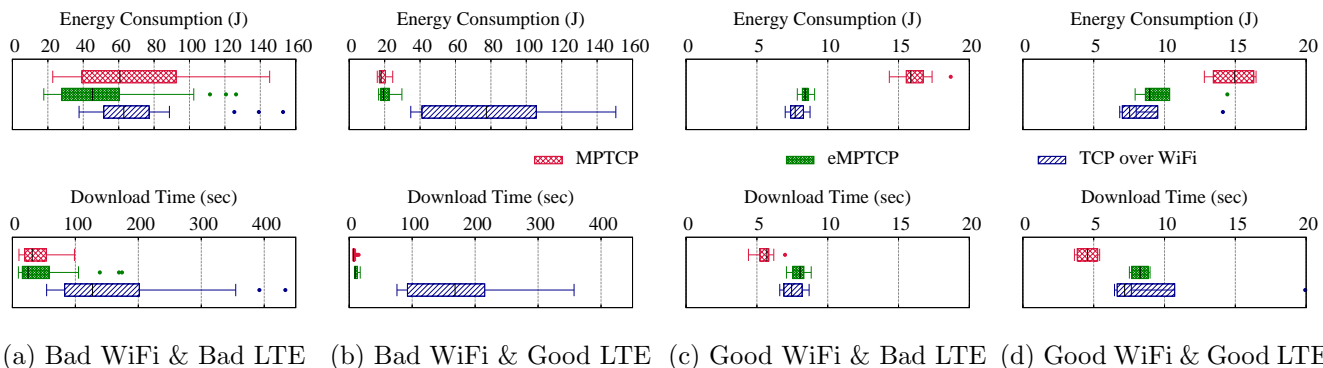 Energy Consumption (J) Energy Consumption (J) Energy Consumption (J) Energy Consumption (J)
0 20 40 60 80 100 120 140 160 0 20 40 60 80 100 120 140 160 0 5 10 15 20 0 5 10 15 20
MPTCP eMPTCP TCP over WiFi
Download Time (sec) Download Time (sec) Download Time (sec) Download Time (sec)
0 100 200 300 400 0 100 200 300 400 0 5 10 15 20 0 5 10 15 20
(a) Bad WiFi & Bad LTE (b) Bad WiFi & Good LTE (c) Good WiFi & Bad LTE (d) Good WiFi & Good LTE